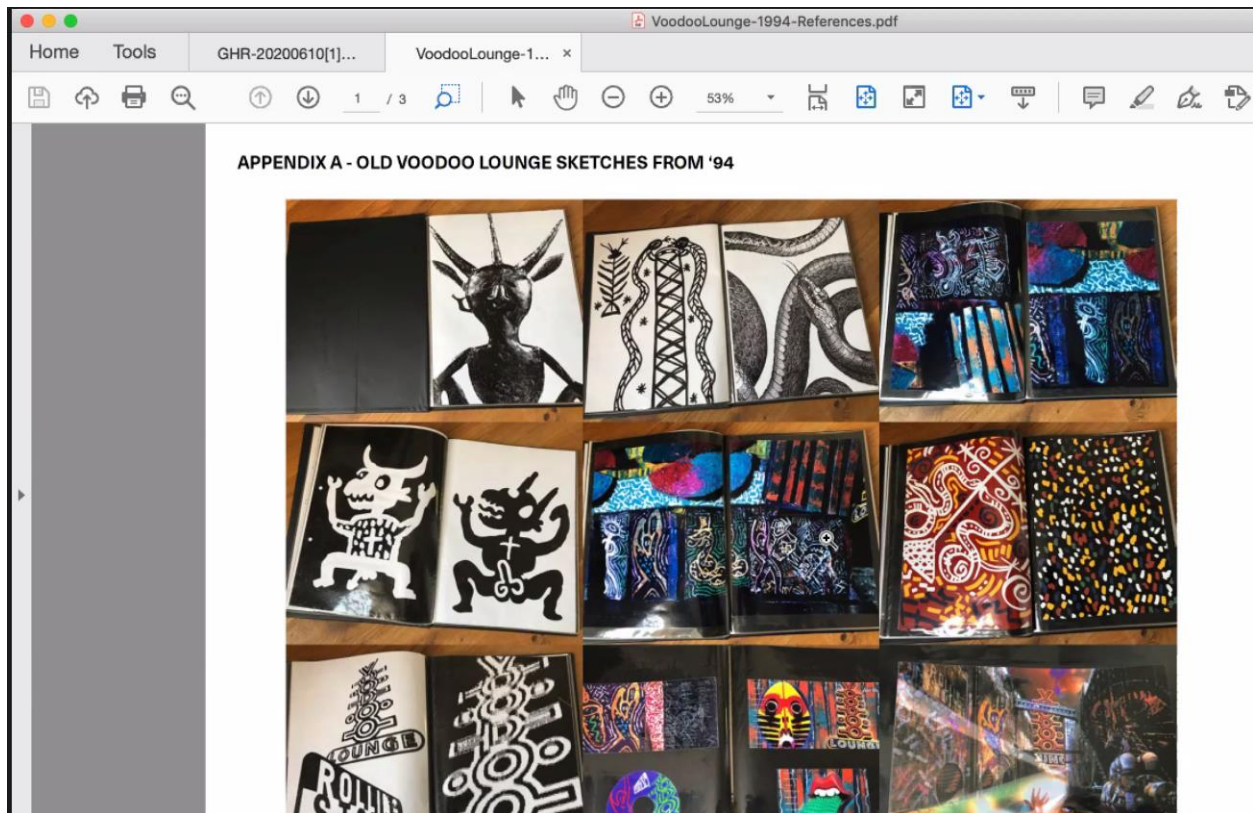 VoodooLounge-1994-References.pdf
Home Tools GHR-20200610[1]... VoodooLounge-1... ×
1 / 3 53%
APPENDIX A - OLD VOODOO LOUNGE SKETCHES FROM ‘94
LOUNGE
LOUNGE